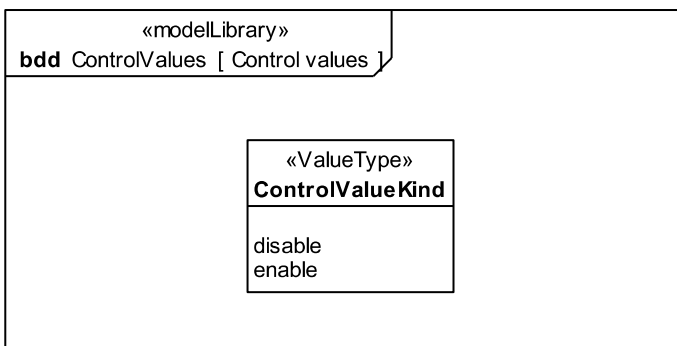 «modelLibrary»
bdd ControlValues [ Control values ]
«ValueType»
ControlValueKind
disable
enable